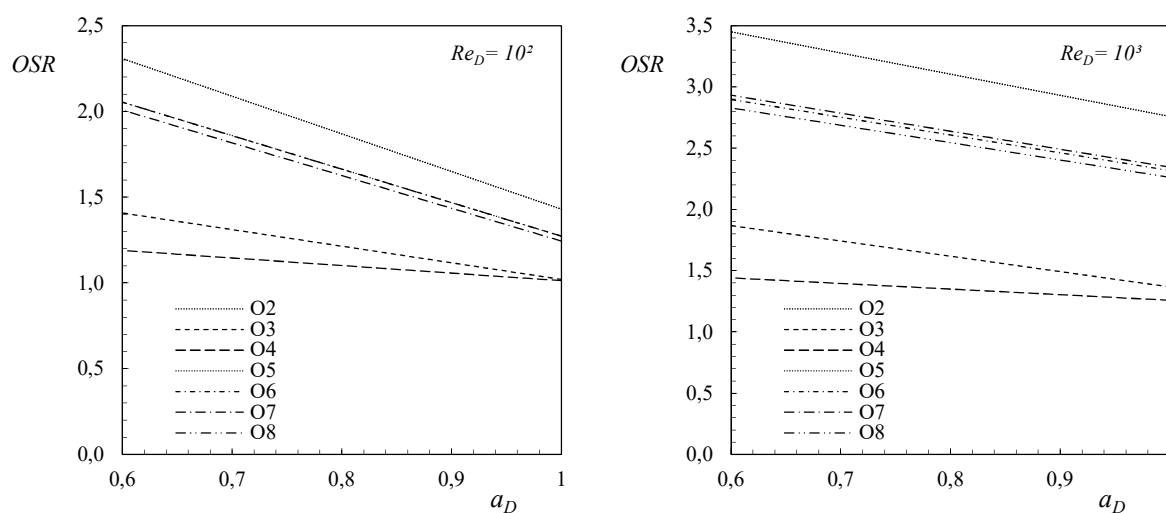 2,5
2,0
1,5
1,0
0,5
0,0
OSR
Re_D = 10²
O2
O3
O4
O5
O6
O7
O8
0,6 0,7 0,8 0,9 1
a_D
3,5
3,0
2,5
2,0
1,5
1,0
0,5
0,0
OSR
Re_D = 10³
O2
O3
O4
O5
O6
O7
O8
0,6 0,7 0,8 0,9
a_D